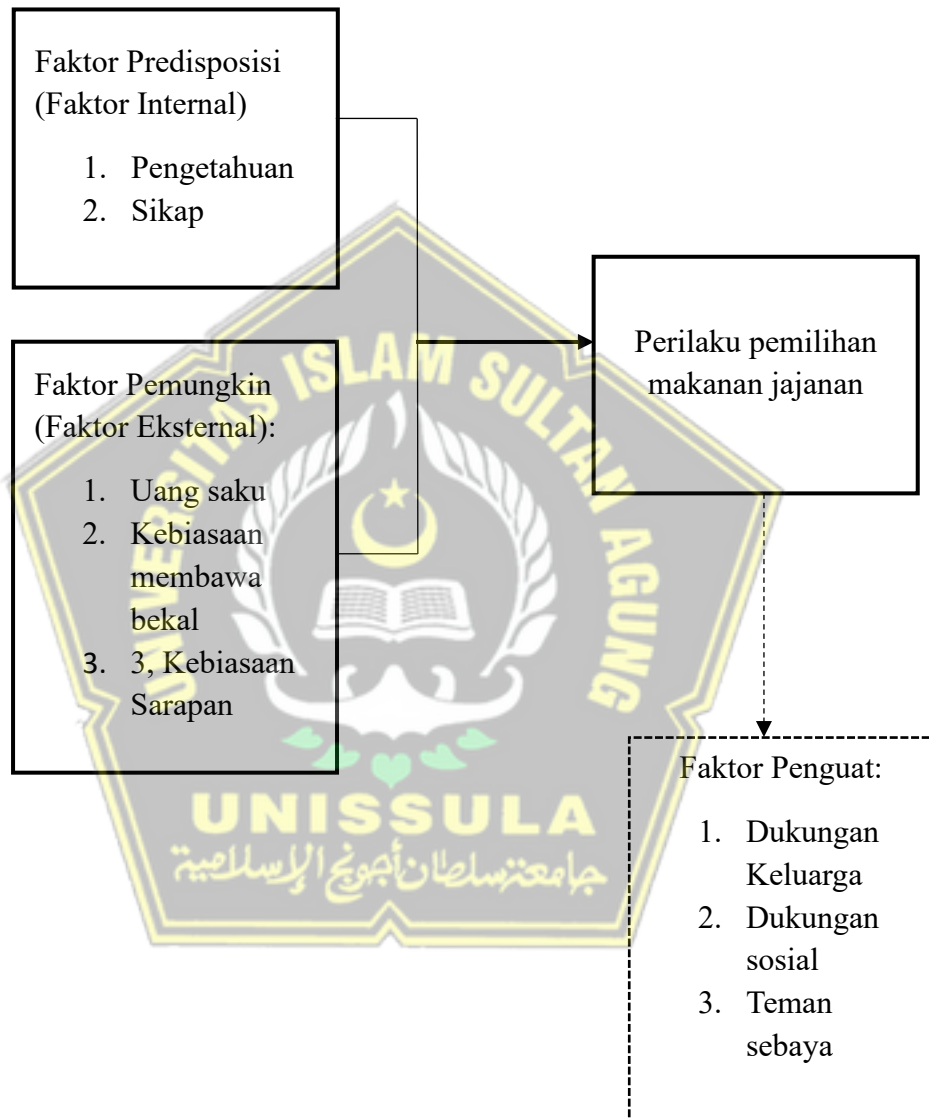 Faktor Predisposisi
(Faktor Internal)
1. Pengetahuan
2. Sikap
Faktor Pemungkin
(Faktor Eksternal):
1. Uang saku
2. Kebiasaan
membawa
bekal
3. 3, Kebiasaan
Sarapan
Perilaku pemilihan
makanan jajanan
Faktor Penguat:
1. Dukungan
Keluarga
2. Dukungan
sosial
3. Teman
sebaya
UNIVERSITAS ISLAM SULTAN AGUNG
UNISSULA
جامعة سلطان أجونج الإسلامية